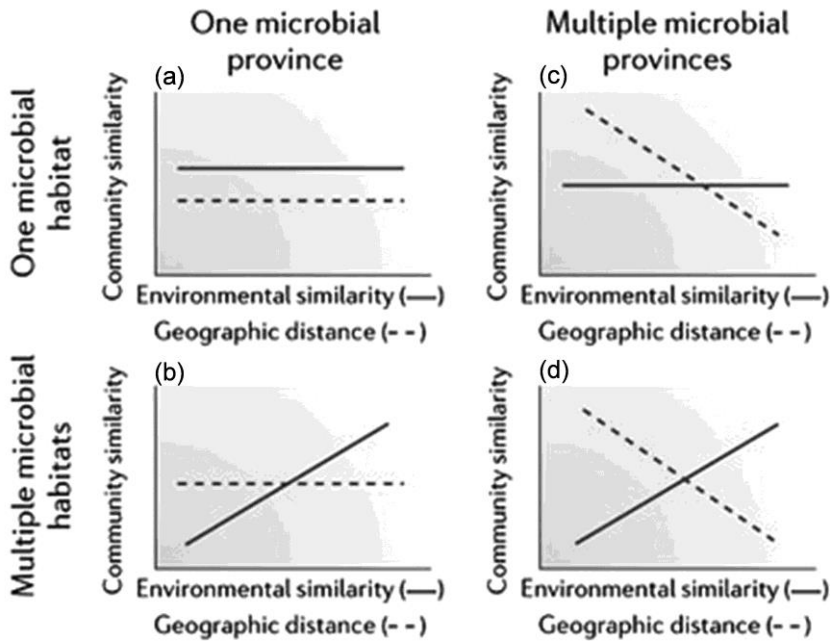 One microbial
province
Multiple microbial
provinces
One microbial
habitat
(a)
Community similarity
Environmental similarity (—)
Geographic distance (- -)
(c)
Community similarity
Environmental similarity (—)
Geographic distance (- -)
Multiple microbial
habitats
(b)
Community similarity
Environmental similarity (—)
Geographic distance (- -)
(d)
Community similarity
Environmental similarity (—)
Geographic distance (- -)